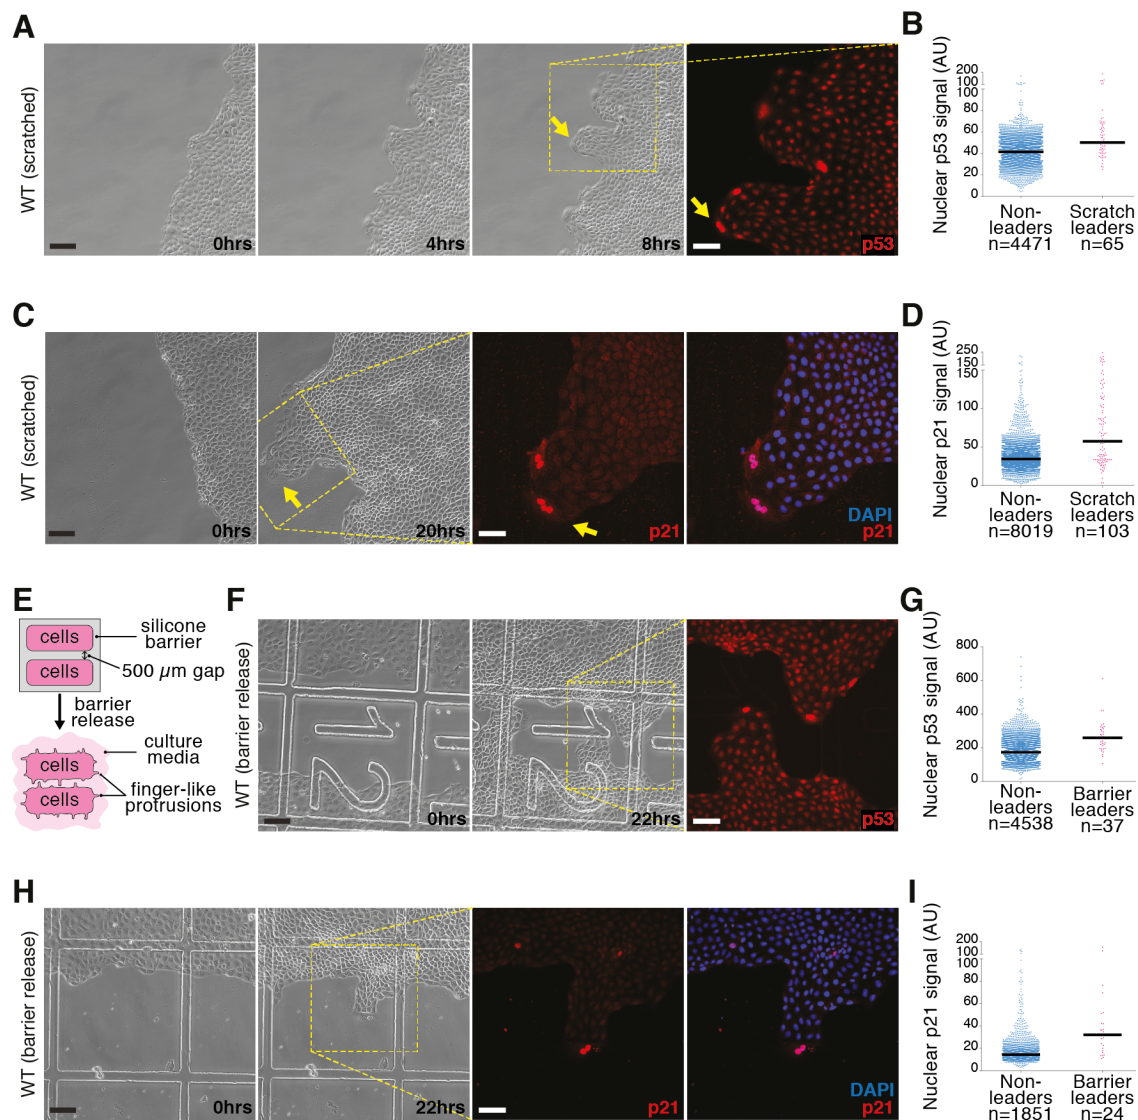 A
WT (scratched)
0hrs
4hrs
8hrs
p53
B
Nuclear p53 signal (AU)
200
100
80
60
40
20
0
Non-
leaders
n=4471
Scratch
leaders
n=65
C
WT (scratched)
0hrs
20hrs
p21
DAPI
p21
D
Nuclear p21 signal (AU)
250
150
100
50
0
Non-
leaders
n=8019
Scratch
leaders
n=103
E
cells
cells
silicone
barrier
500 µm gap
barrier
release
culture
media
cells
cells
finger-like
protrusions
F
WT (barrier release)
1
2
0hrs
1
2
22hrs
p53
G
Nuclear p53 signal (AU)
800
600
400
200
0
Non-
leaders
n=4538
Barrier
leaders
n=37
H
WT (barrier release)
0hrs
22hrs
p21
DAPI
p21
I
Nuclear p21 signal (AU)
200
100
80
60
40
20
0
Non-
leaders
n=1851
Barrier
leaders
n=24